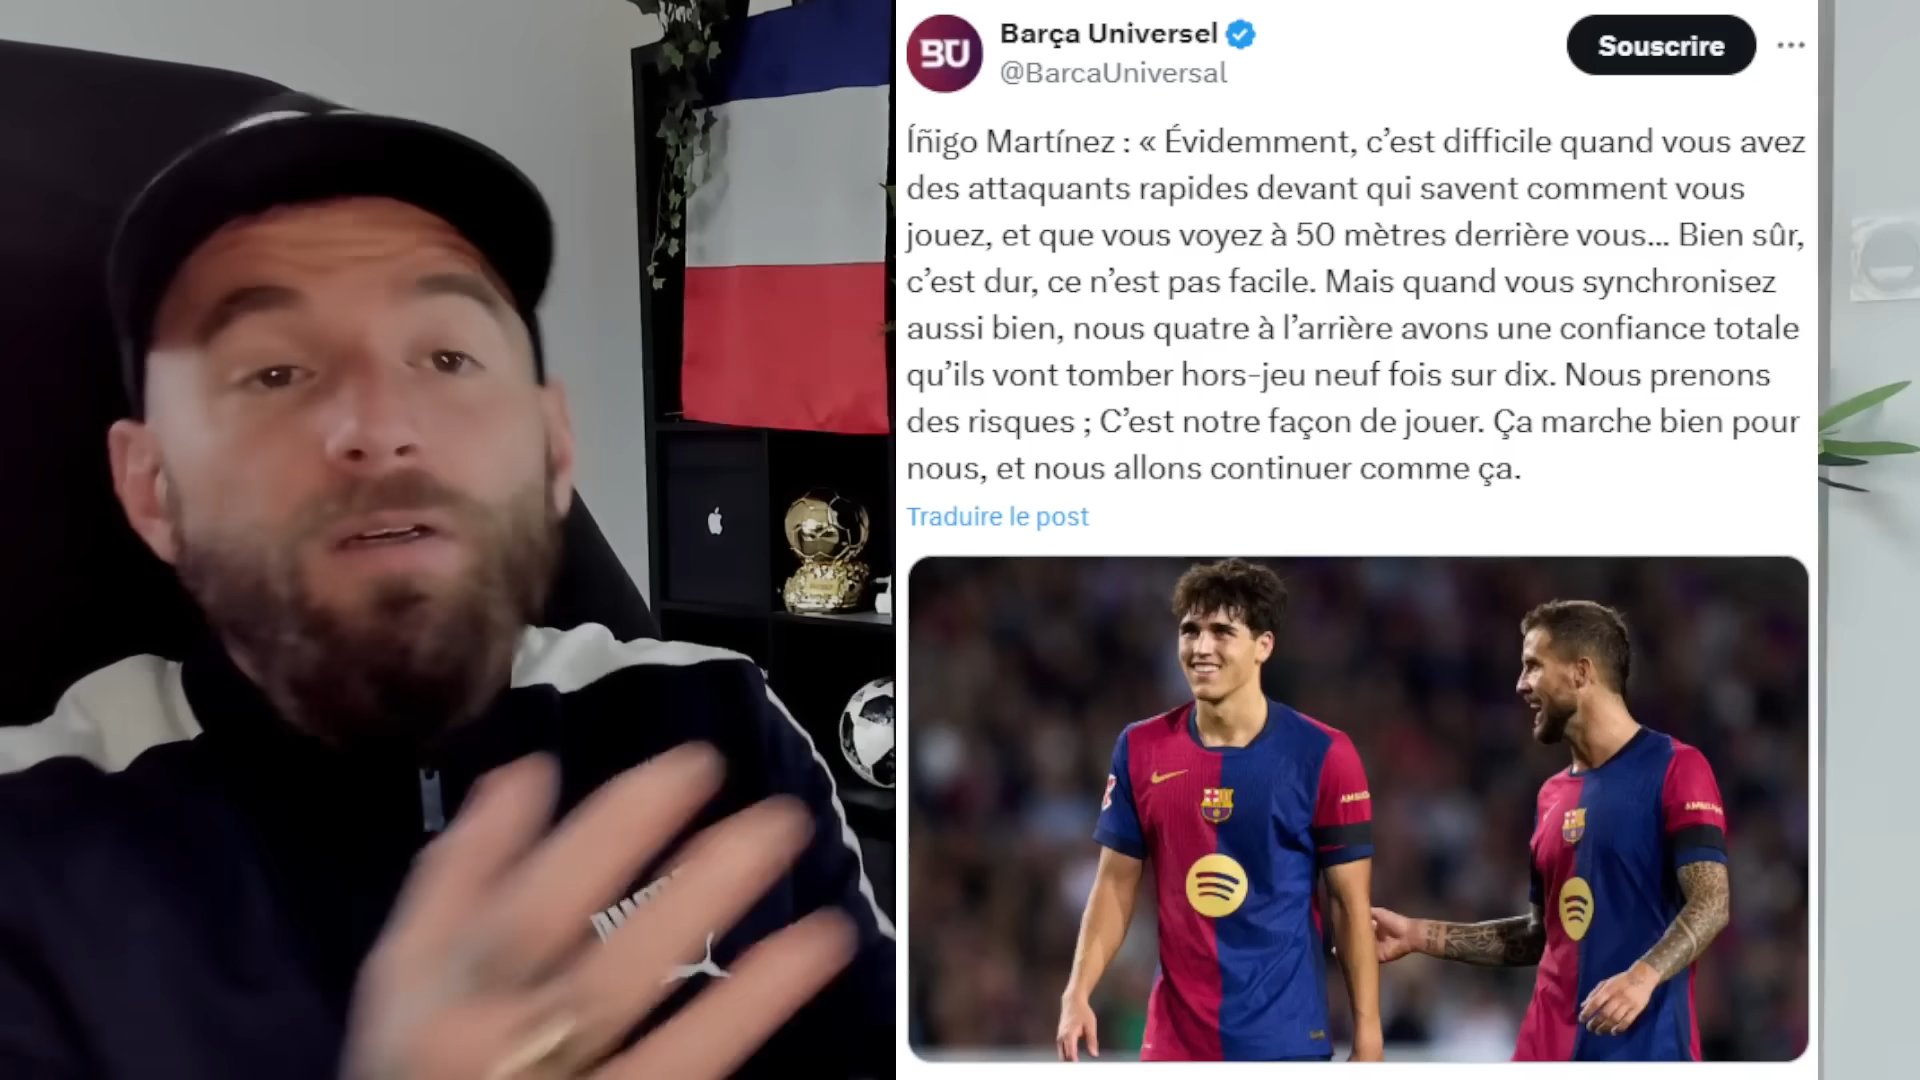 BU
Barça Universel
@BarcaUniversal
Souscrire
Íñigo Martínez : « Évidemment, c’est difficile quand vous avez
des attaquants rapides devant qui savent comment vous
jouez, et que vous voyez à 50 mètres derrière vous... Bien sûr,
c’est dur, ce n’est pas facile. Mais quand vous synchronisez
aussi bien, nous quatre à l’arrière avons une confiance totale
qu’ils vont tomber hors-jeu neuf fois sur dix. Nous prenons
des risques ; C’est notre façon de jouer. Ça marche bien pour
nous, et nous allons continuer comme ça.
Traduire le post